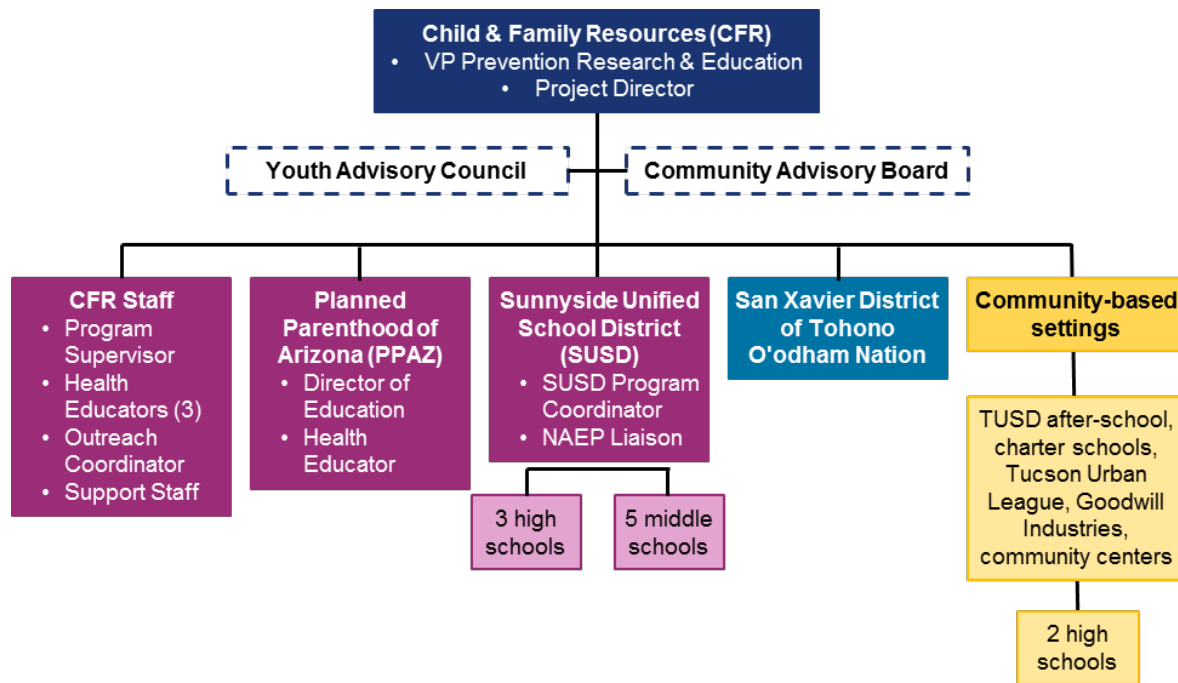 Child & Family Resources (CFR)
• VP Prevention Research & Education
• Project Director
Youth Advisory Council
Community Advisory Board
CFR Staff
• Program
Supervisor
• Health
Educators (3)
• Outreach
Coordinator
• Support Staff
Planned
Parenthood of
Arizona (PPAZ)
• Director of
Education
• Health
Educator
Sunnyside Unified
School District
(SUSD)
• SUSD Program
Coordinator
• NAEP Liaison
3 high
schools
5 middle
schools
San Xavier District
of Tohono
O'odham Nation
Community-based
settings
TUSD after-school,
charter schools,
Tucson Urban
League, Goodwill
Industries,
community centers
2 high
schools